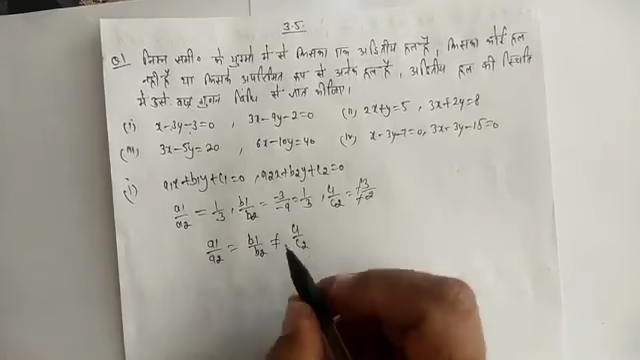 3.5.
Q1 निम्न समी० के युग्मो में से किसका एक अद्वितीय हल है, किसका कोई हल
नहीं है या किसके अपरिमित रूप से अनेक हल है, अद्वितीय हल की स्थिति
में उसे वज्र गुणन विधि से ज्ञात कीजिए।
(i) x-3y-3=0, 3x-9y-2=0 (ii) 2x+y=5, 3x+2y=8
(iii) 3x-5y=20, 6x-10y=40 (iv) x-3y-7=0, 3x-3y-15=0
(i) a1x+b1y+c1=0, a2x+b2y+c2=0
a1/a2 = 1/3, b1/b2 = -3/-9 = 1/3, c1/c2 = +3/+2
a1/a2 = b1/b2 ≠ c1/c2